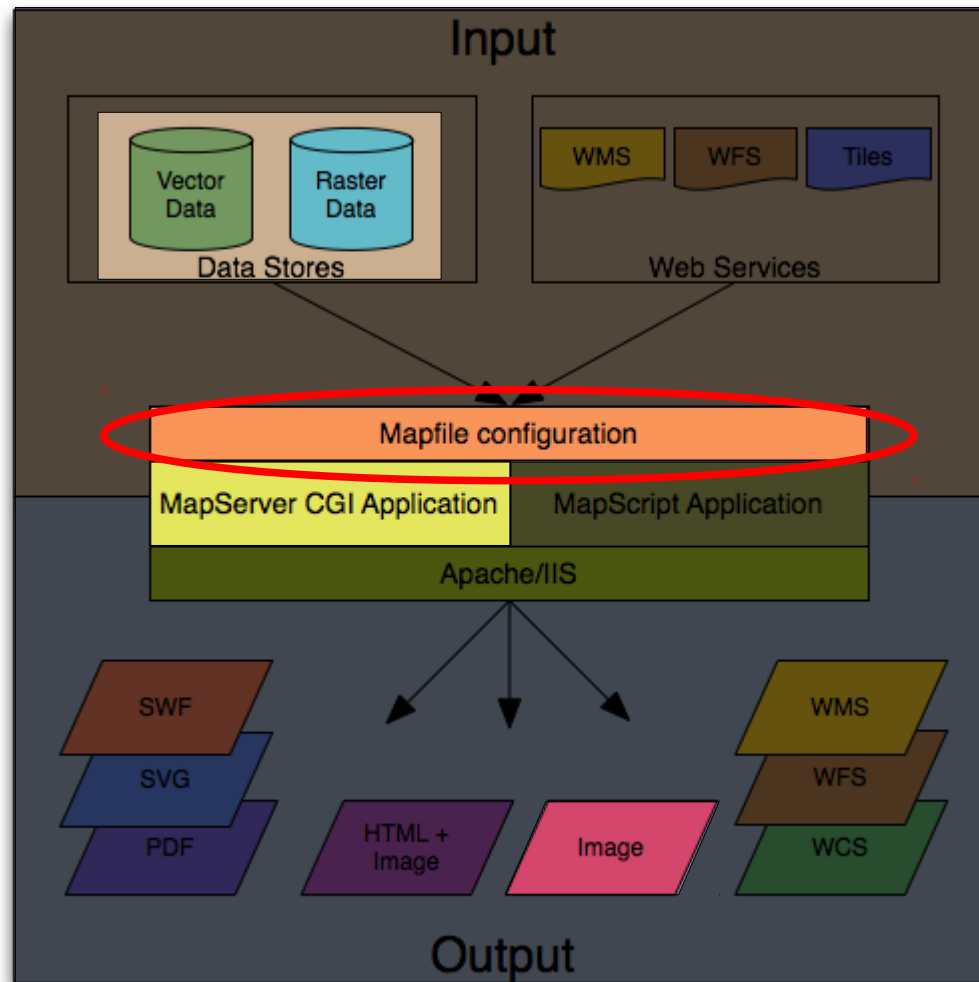 Input
Vector
Data
Raster
Data
Data Stores
WMS
WFS
Tiles
Web Services
Mapfile configuration
MapServer CGI Application
MapScript Application
Apache/IIS
SWF
SVG
PDF
HTML +
Image
Image
WMS
WFS
WCS
Output